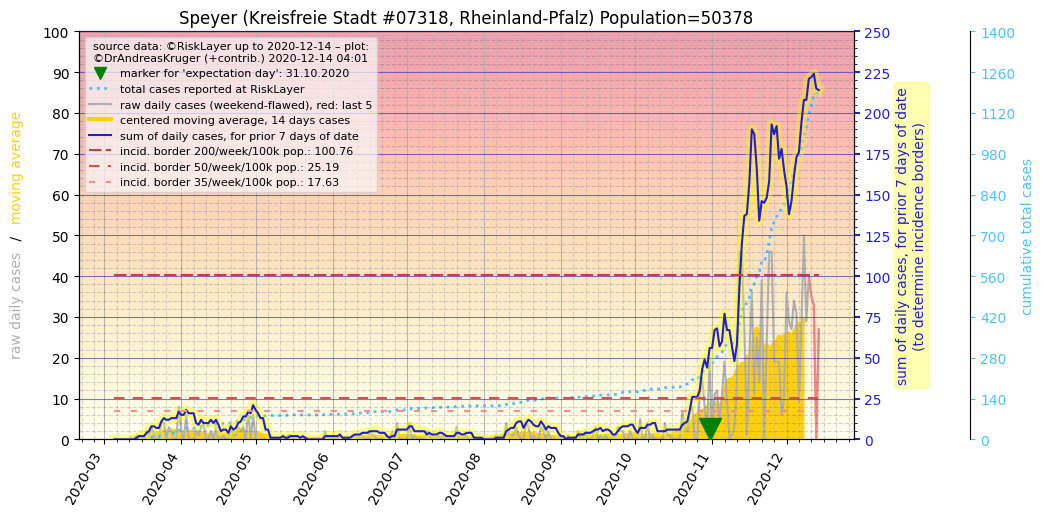 Speyer (Kreisfreie Stadt #07318, Rheinland-Pfalz) Population=50378
source data: ©RiskLayer up to 2020-12-14 – plot:
©DrAndreasKruger (+contrib.) 2020-12-14 04:01
marker for 'expectation day': 31.10.2020
total cases reported at RiskLayer
raw daily cases (weekend-flawed), red: last 5
centered moving average, 14 days cases
sum of daily cases, for prior 7 days of date
incid. border 200/week/100k pop.: 100.76
incid. border 50/week/100k pop.: 25.19
incid. border 35/week/100k pop.: 17.63
raw daily cases / moving average
100
90
80
70
60
50
40
30
20
10
0
2020-03
2020-04
2020-05
2020-06
2020-07
2020-08
2020-09
2020-10
2020-11
2020-12
250
225
200
175
150
125
100
75
50
25
0
sum of daily cases, for prior 7 days of date
(to determine incidence borders)
1400
1260
1120
980
840
700
560
420
280
140
0
cumulative total cases